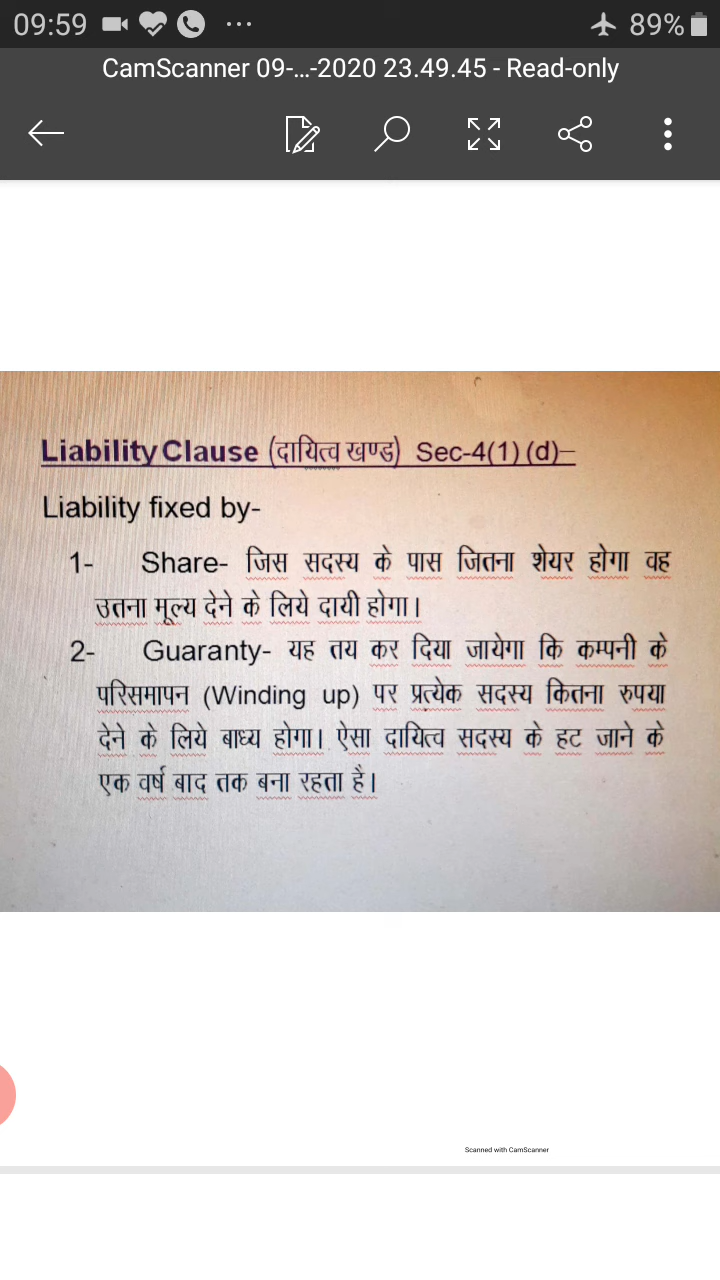 09:59 ... 89%
CamScanner 09-...-2020 23.49.45 - Read-only
Liability Clause (दायित्व खण्ड) Sec-4(1) (d)–
Liability fixed by-
1- Share- जिस सदस्य के पास जितना शेयर होगा वह
उतना मूल्य देने के लिये दायी होगा।
2- Guaranty- यह तय कर दिया जायेगा कि कम्पनी के
परिसमापन (Winding up) पर प्रत्येक सदस्य कितना रुपया
देने के लिये बाध्य होगा। ऐसा दायित्व सदस्य के हट जाने के
एक वर्ष बाद तक बना रहता है।
Scanned with CamScanner